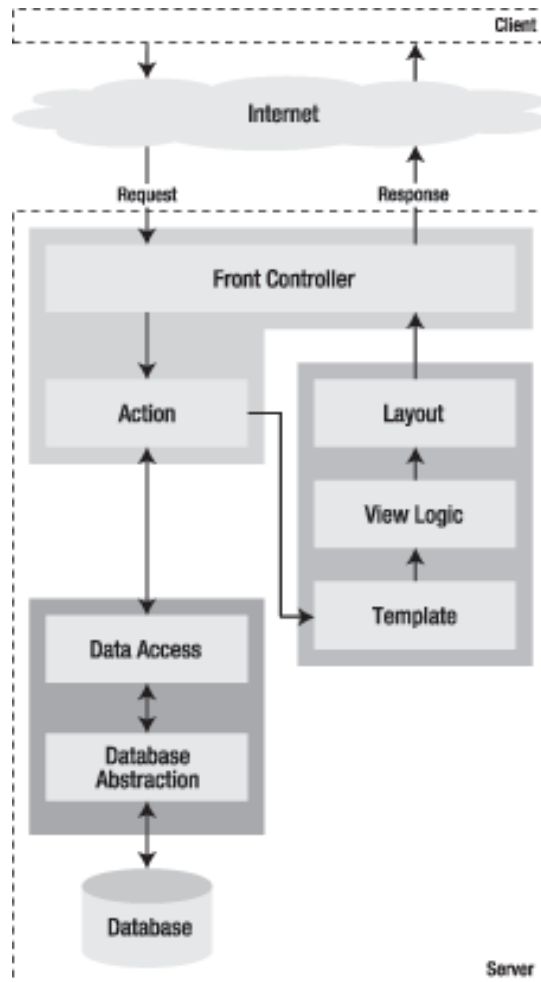 Client
Internet
Request
Response
Front Controller
Action
Layout
View Logic
Template
Data Access
Database
Abstraction
Database
Server